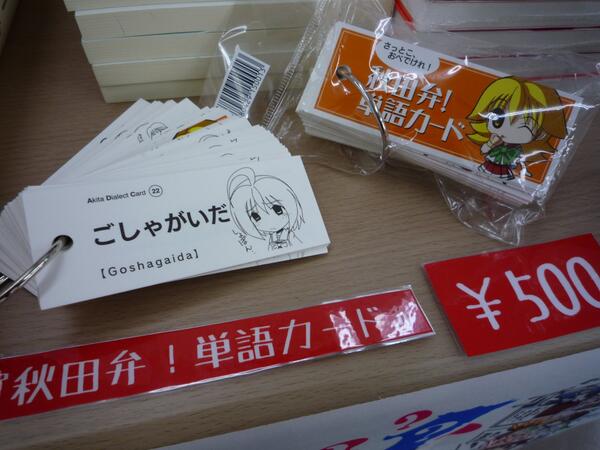 さっとこ、
おべでけれ!
秋田弁!
単語カード
Akita Dialect Card 22
ごしゃがいだ
【Goshagaida】
秋田弁!単語カード
¥500